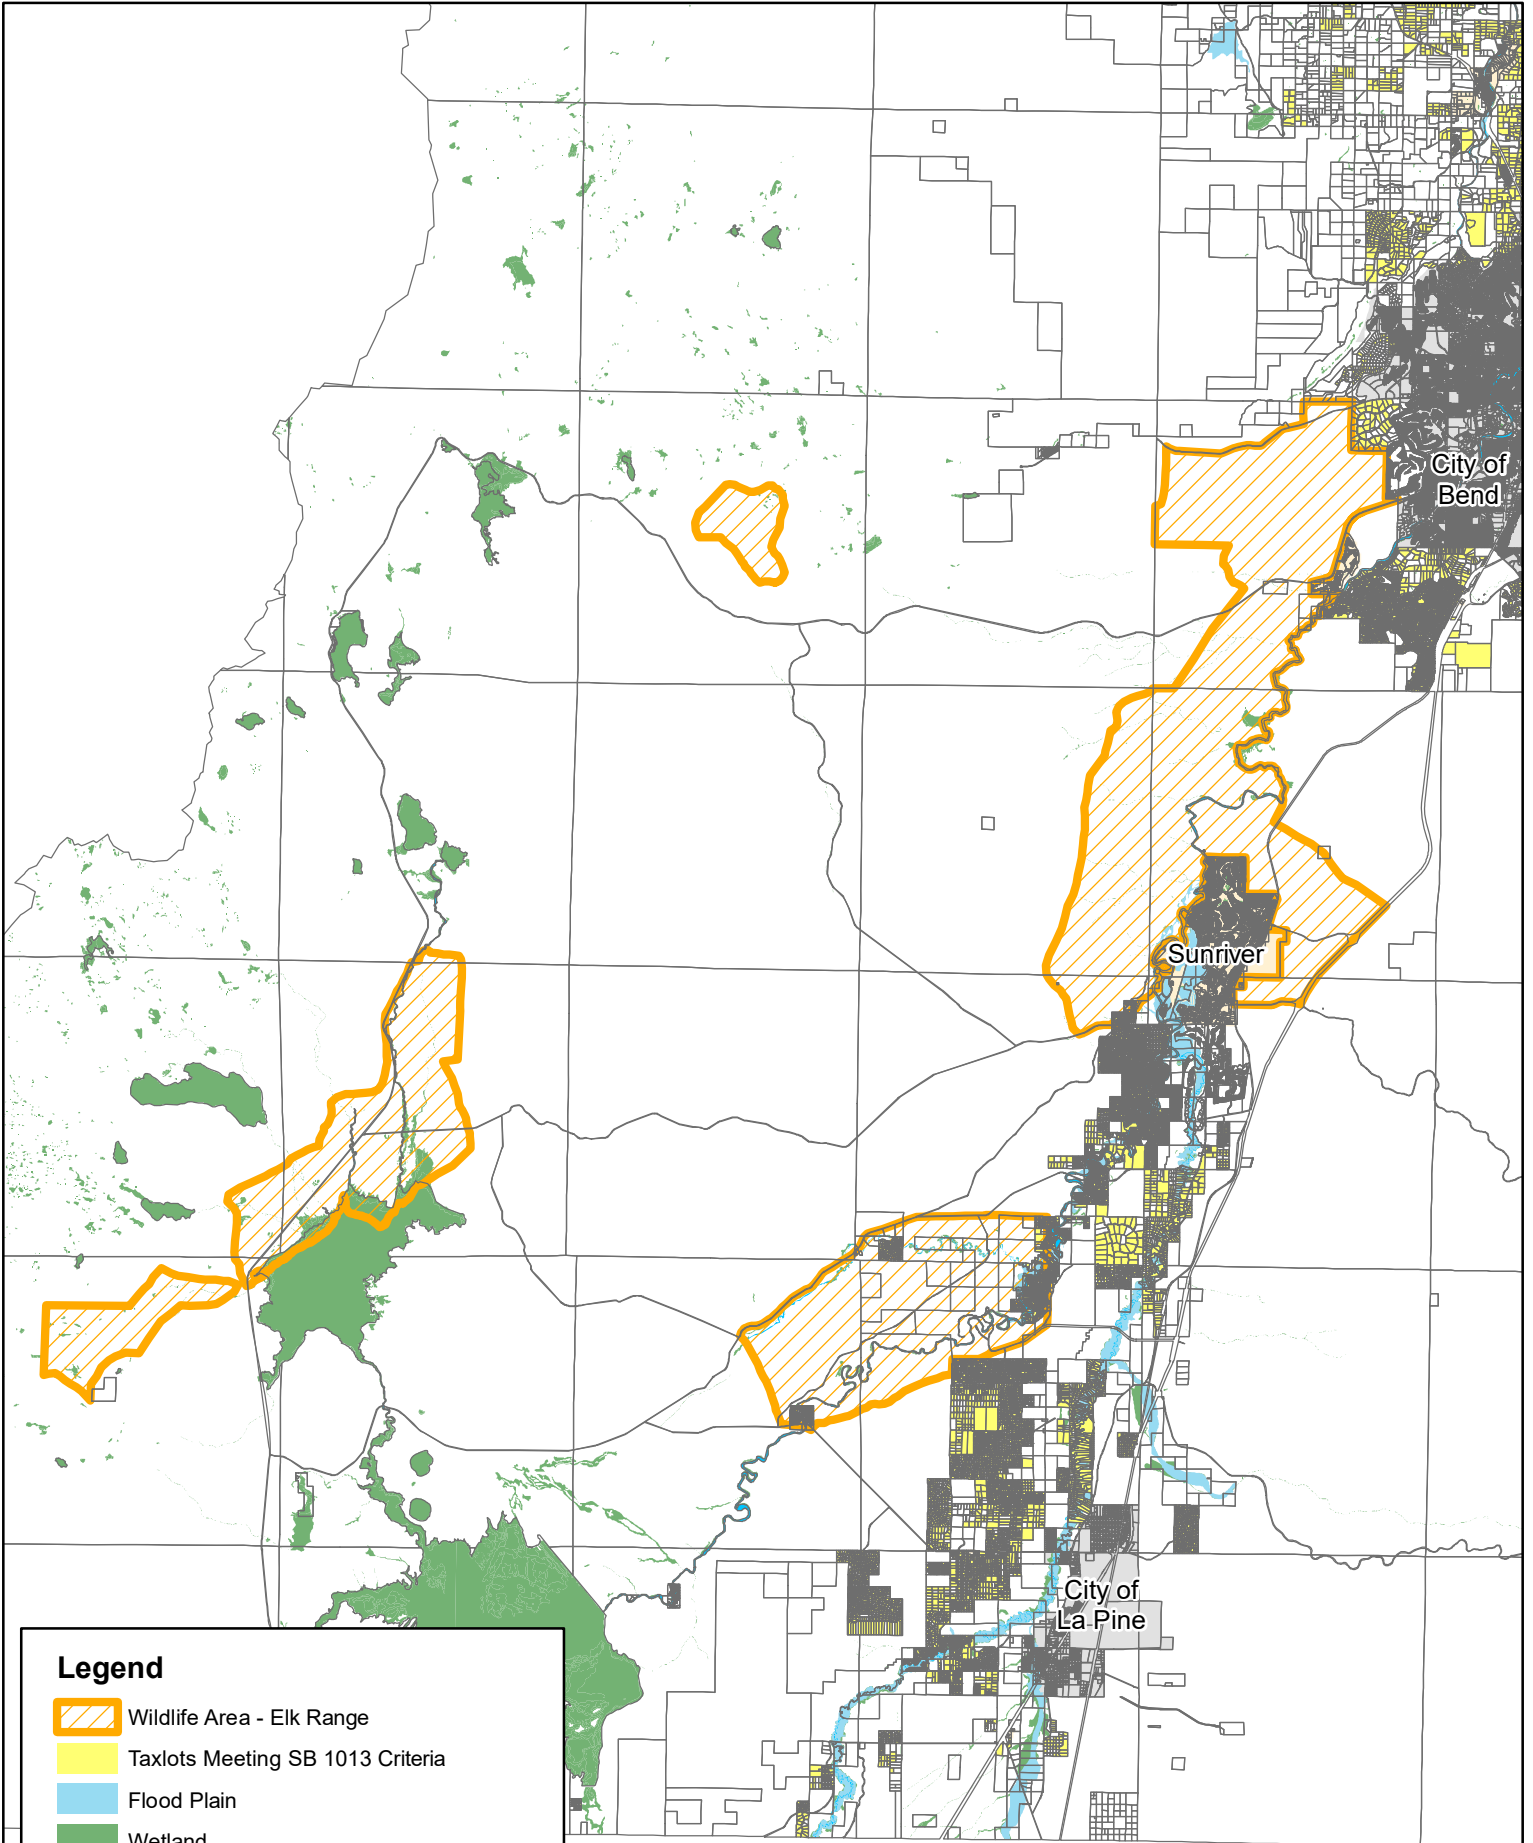 City of
Bend
Sunriver
City of
La Pine
Legend
Wildlife Area - Elk Range
Taxlots Meeting SB 1013 Criteria
Flood Plain
Wetland